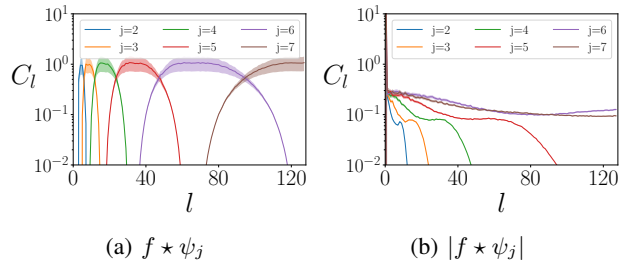 j=2 j=4 j=6
j=3 j=5 j=7
C_l
10^1
10^0
10^{-1}
10^{-2}
0 40 80 120
l
(a) f ⋆ ψ_j
j=2 j=4 j=6
j=3 j=5 j=7
C_l
10^1
10^0
10^{-1}
10^{-2}
0 40 80 120
l
(b) |f ⋆ ψ_j|